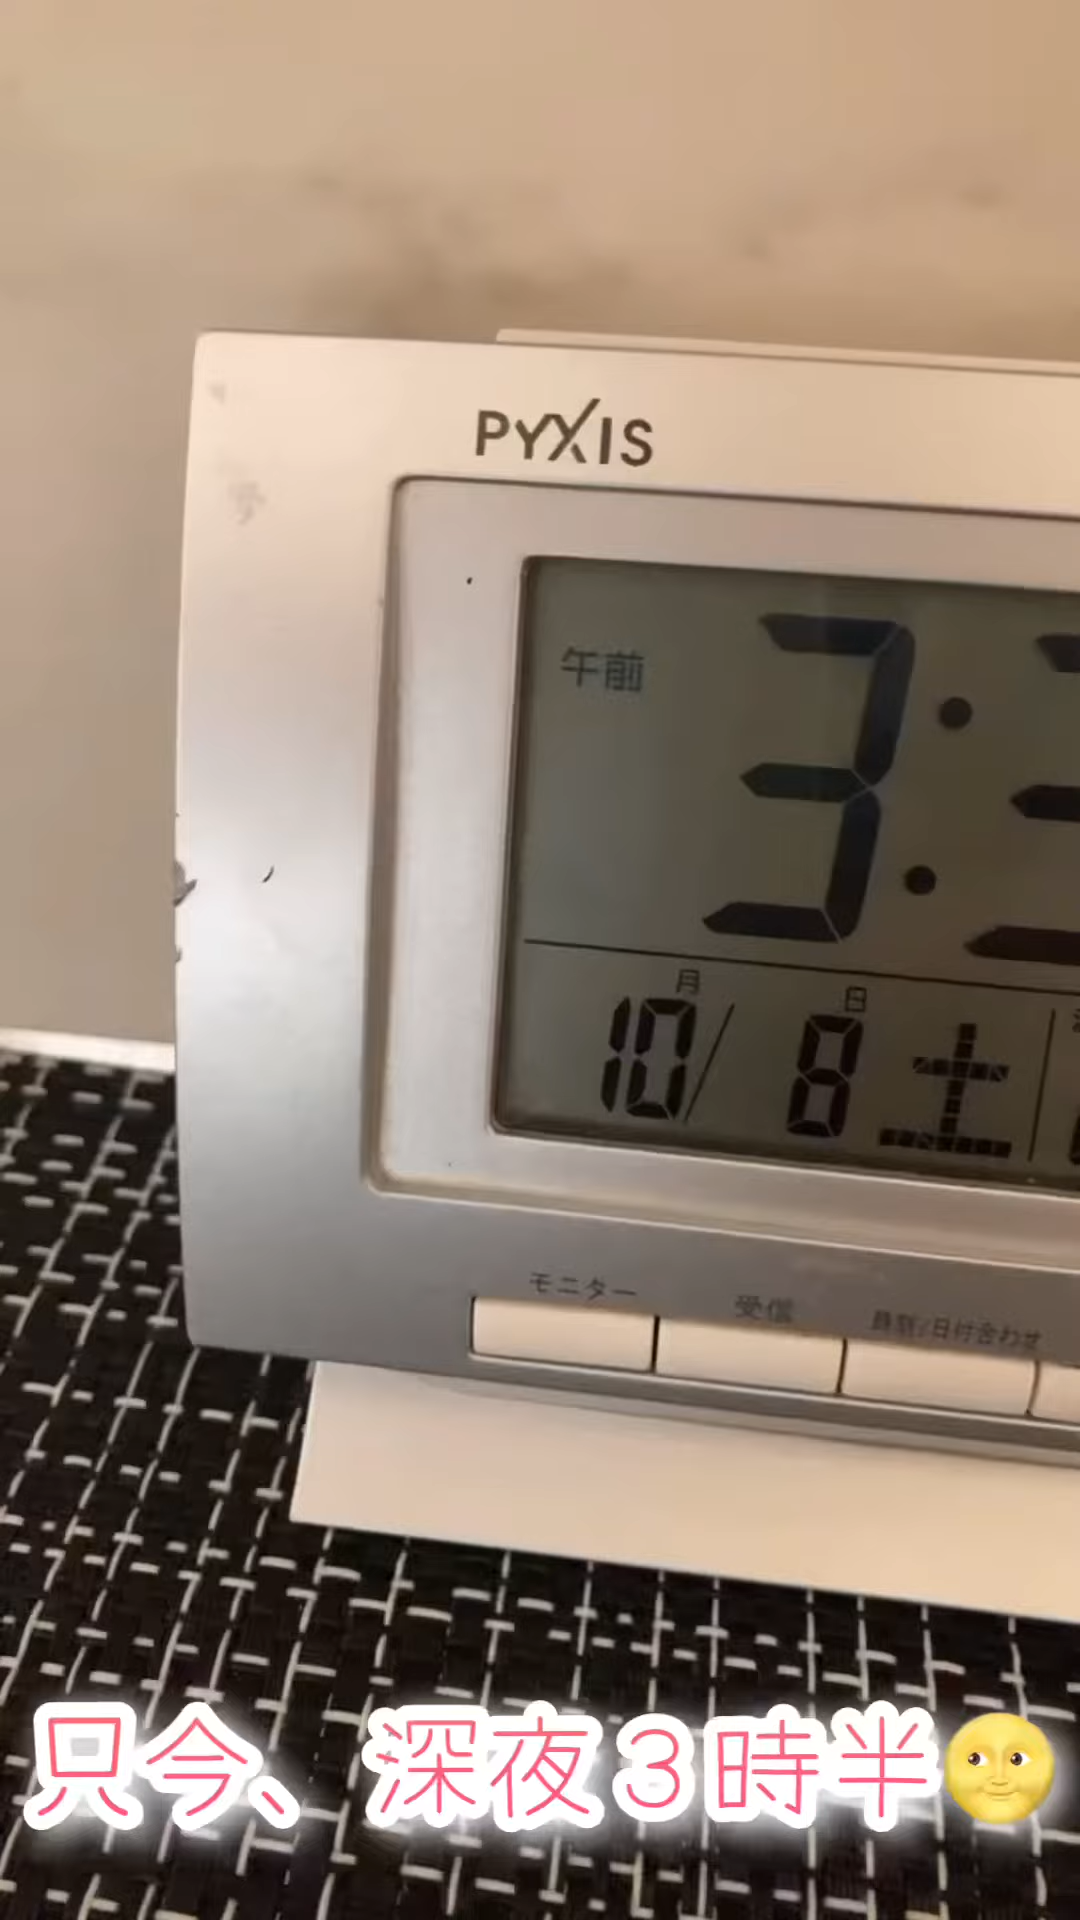 PYXIS
午前 3:3
月 日
10/8 土
モニター 受信 時刻/日付合わせ
只今、深夜３時半🌝